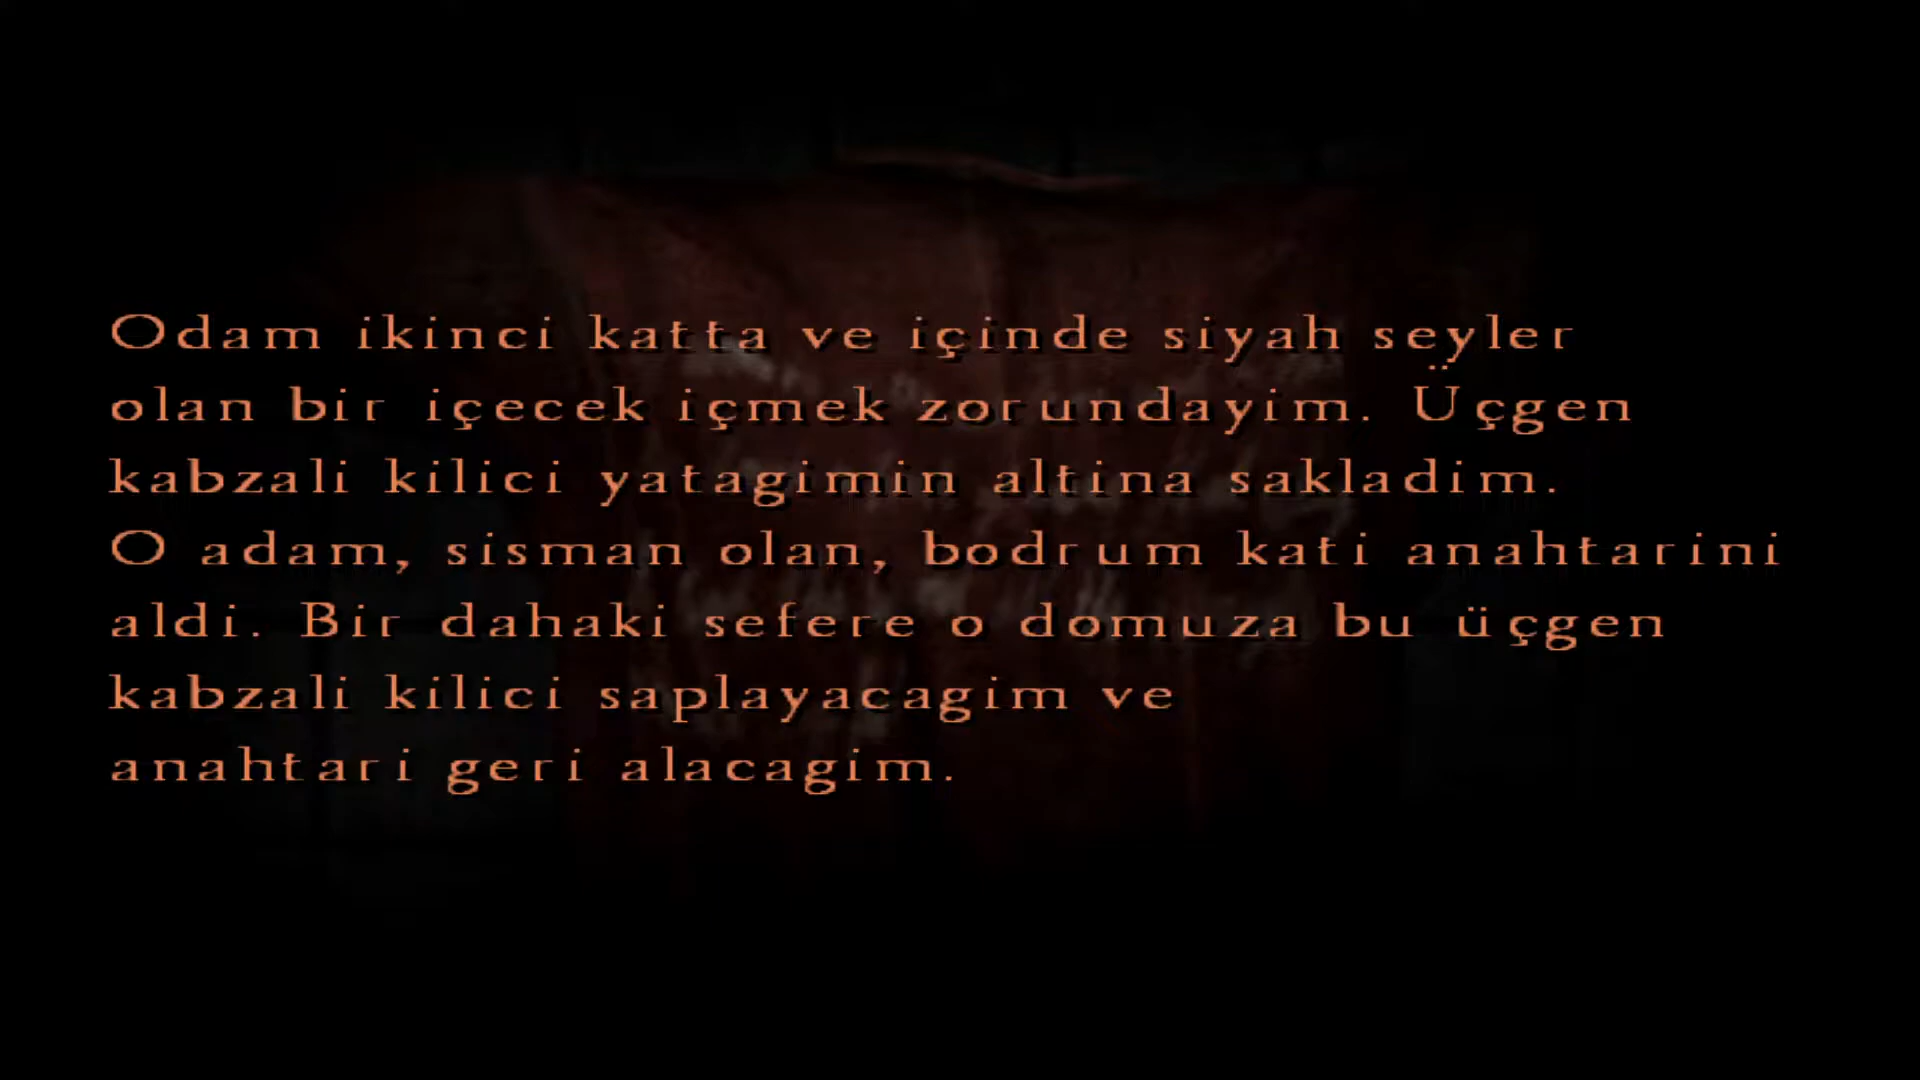 Odam ikinci katta ve içinde siyah seyler
olan bir içecek içmek zorundayim. Üçgen
kabzali kilici yatagimin altina sakladim.
O adam, sisman olan, bodrum kati anahtarini
aldi. Bir dahaki sefere o domuza bu üçgen
kabzali kilici saplayacagim ve
anahtari geri alacagim.